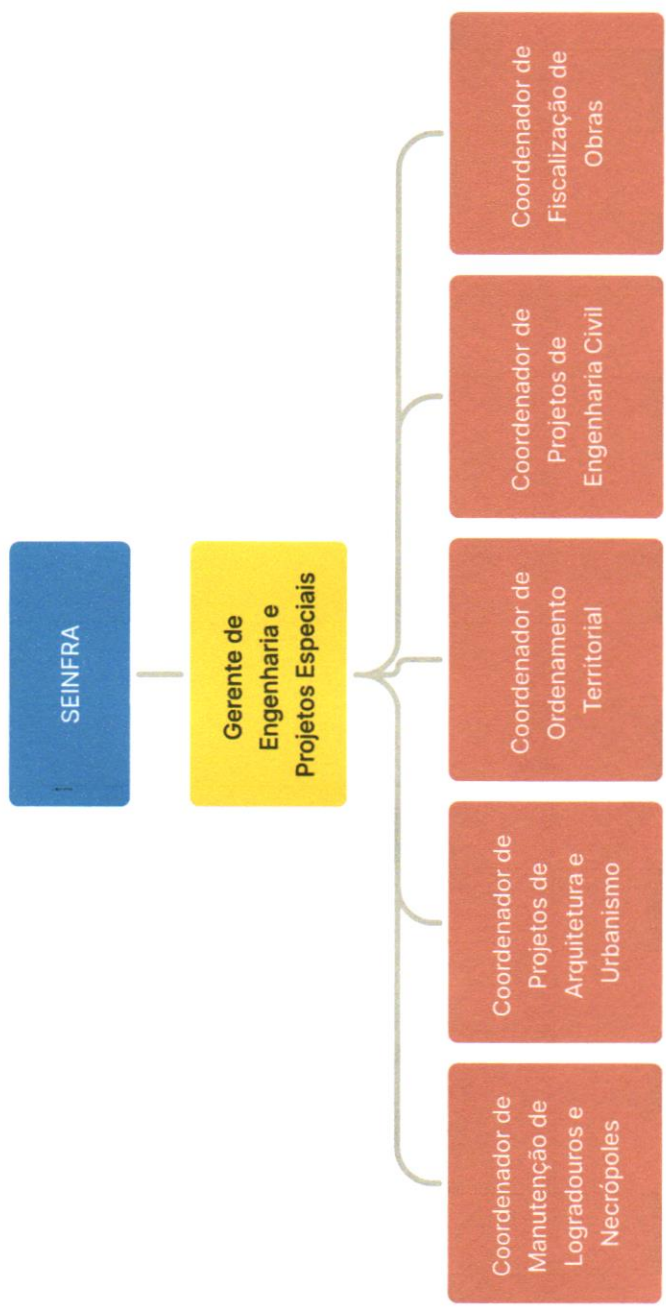 SEINFRA
Gerente de
Engenharia e
Projetos Especiais
Coordenador de
Manutenção de
Logradouros e
Necrópoles
Coordenador de
Projetos de
Arquitetura e
Urbanismo
Coordenador de
Ordenamento
Territorial
Coordenador de
Projetos de
Engenharia Civil
Coordenador de
Fiscalização de
Obras